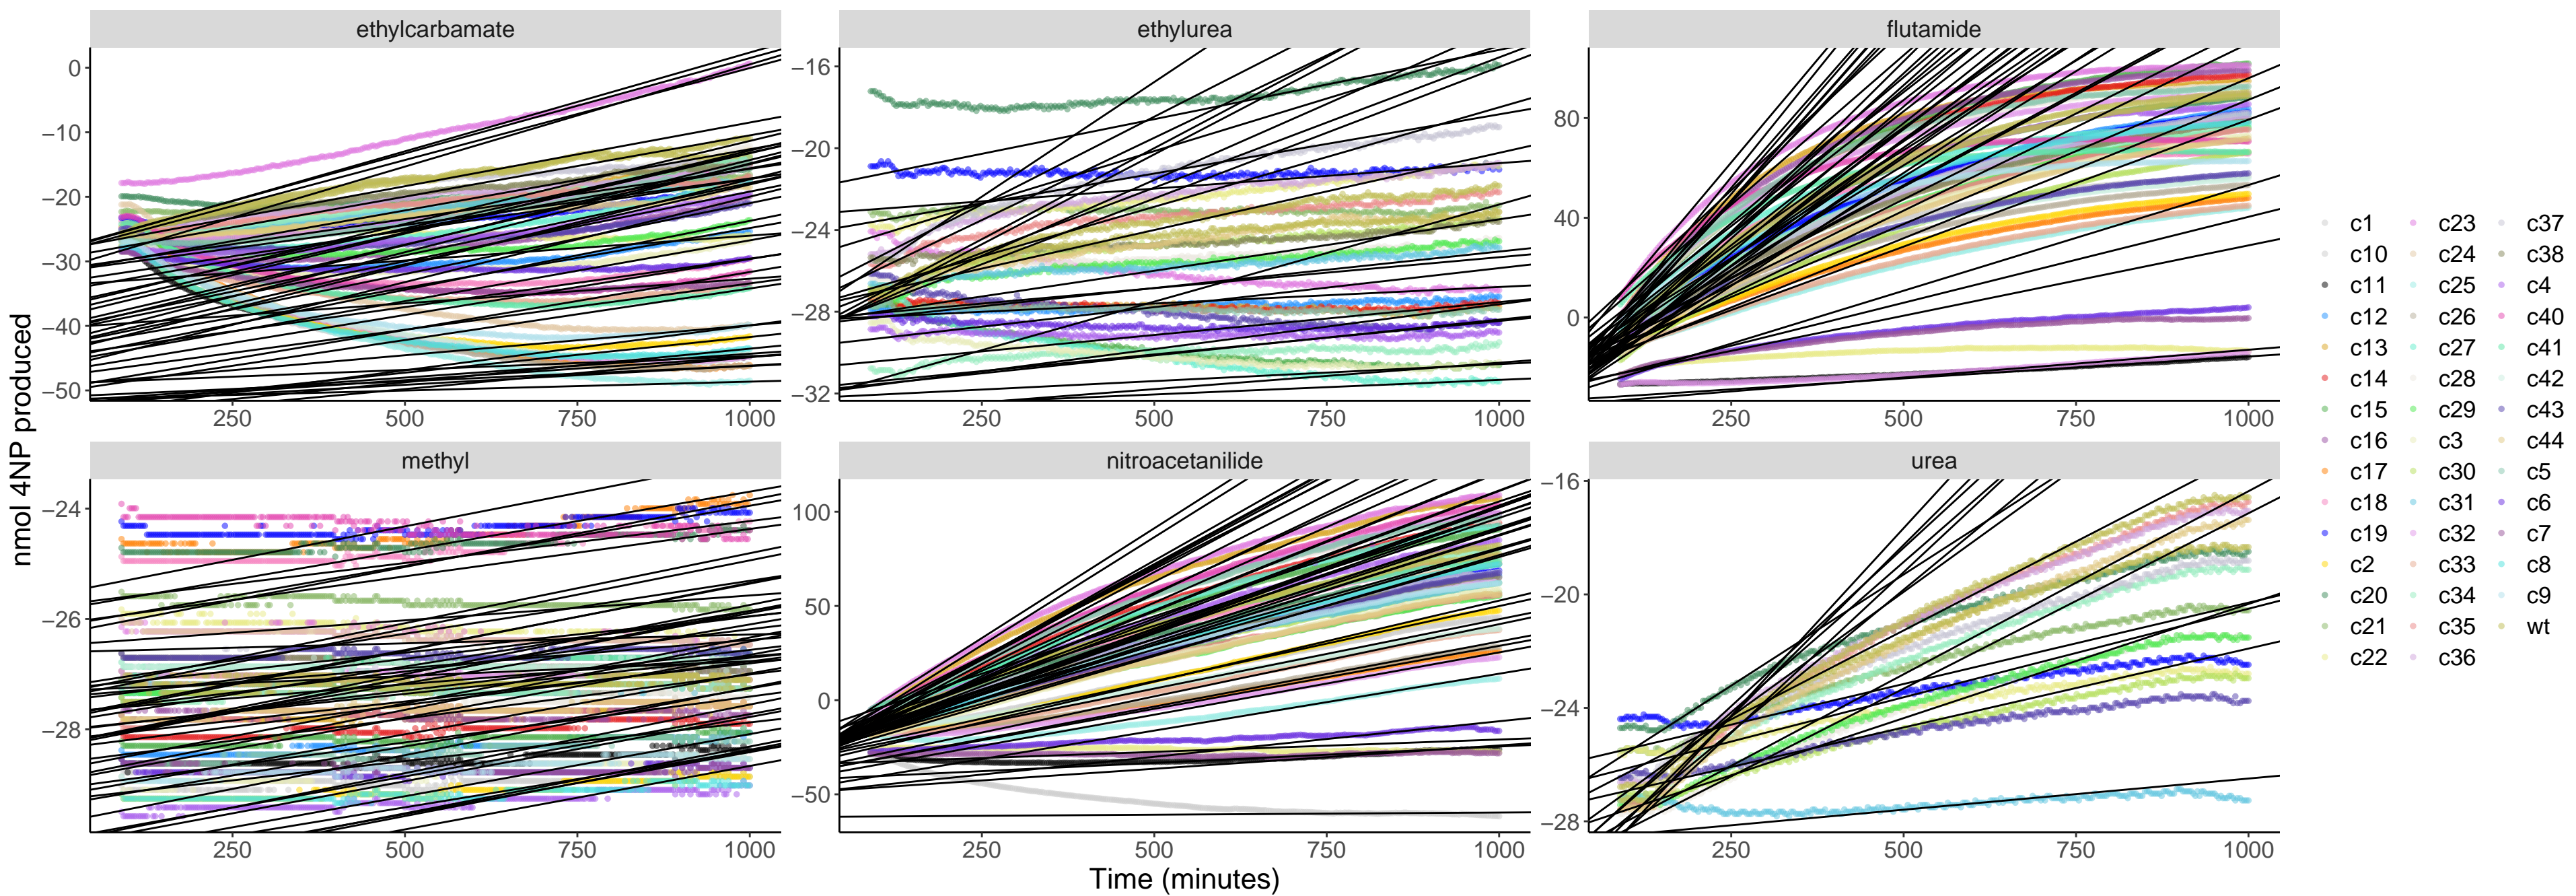 ethylcarbamate ethylurea flutamide
0
−10
−20
−30
−40
−50
250 500 750 1000
−16
−20
−24
−28
−32
250 500 750 1000
80
40
0
250 500 750 1000
methyl nitroacetanilide urea
−24
−26
−28
250 500 750 1000
100
50
0
−50
250 500 750 1000
−16
−20
−24
−28
250 500 750 1000
nmol 4NP produced
Time (minutes)
c1 c23 c37
c10 c24 c38
c11 c25 c4
c12 c26 c40
c13 c27 c41
c14 c28 c42
c15 c29 c43
c16 c3 c44
c17 c30 c5
c18 c31 c6
c19 c32 c7
c2 c33 c8
c20 c34 c9
c21 c35 wt
c22 c36